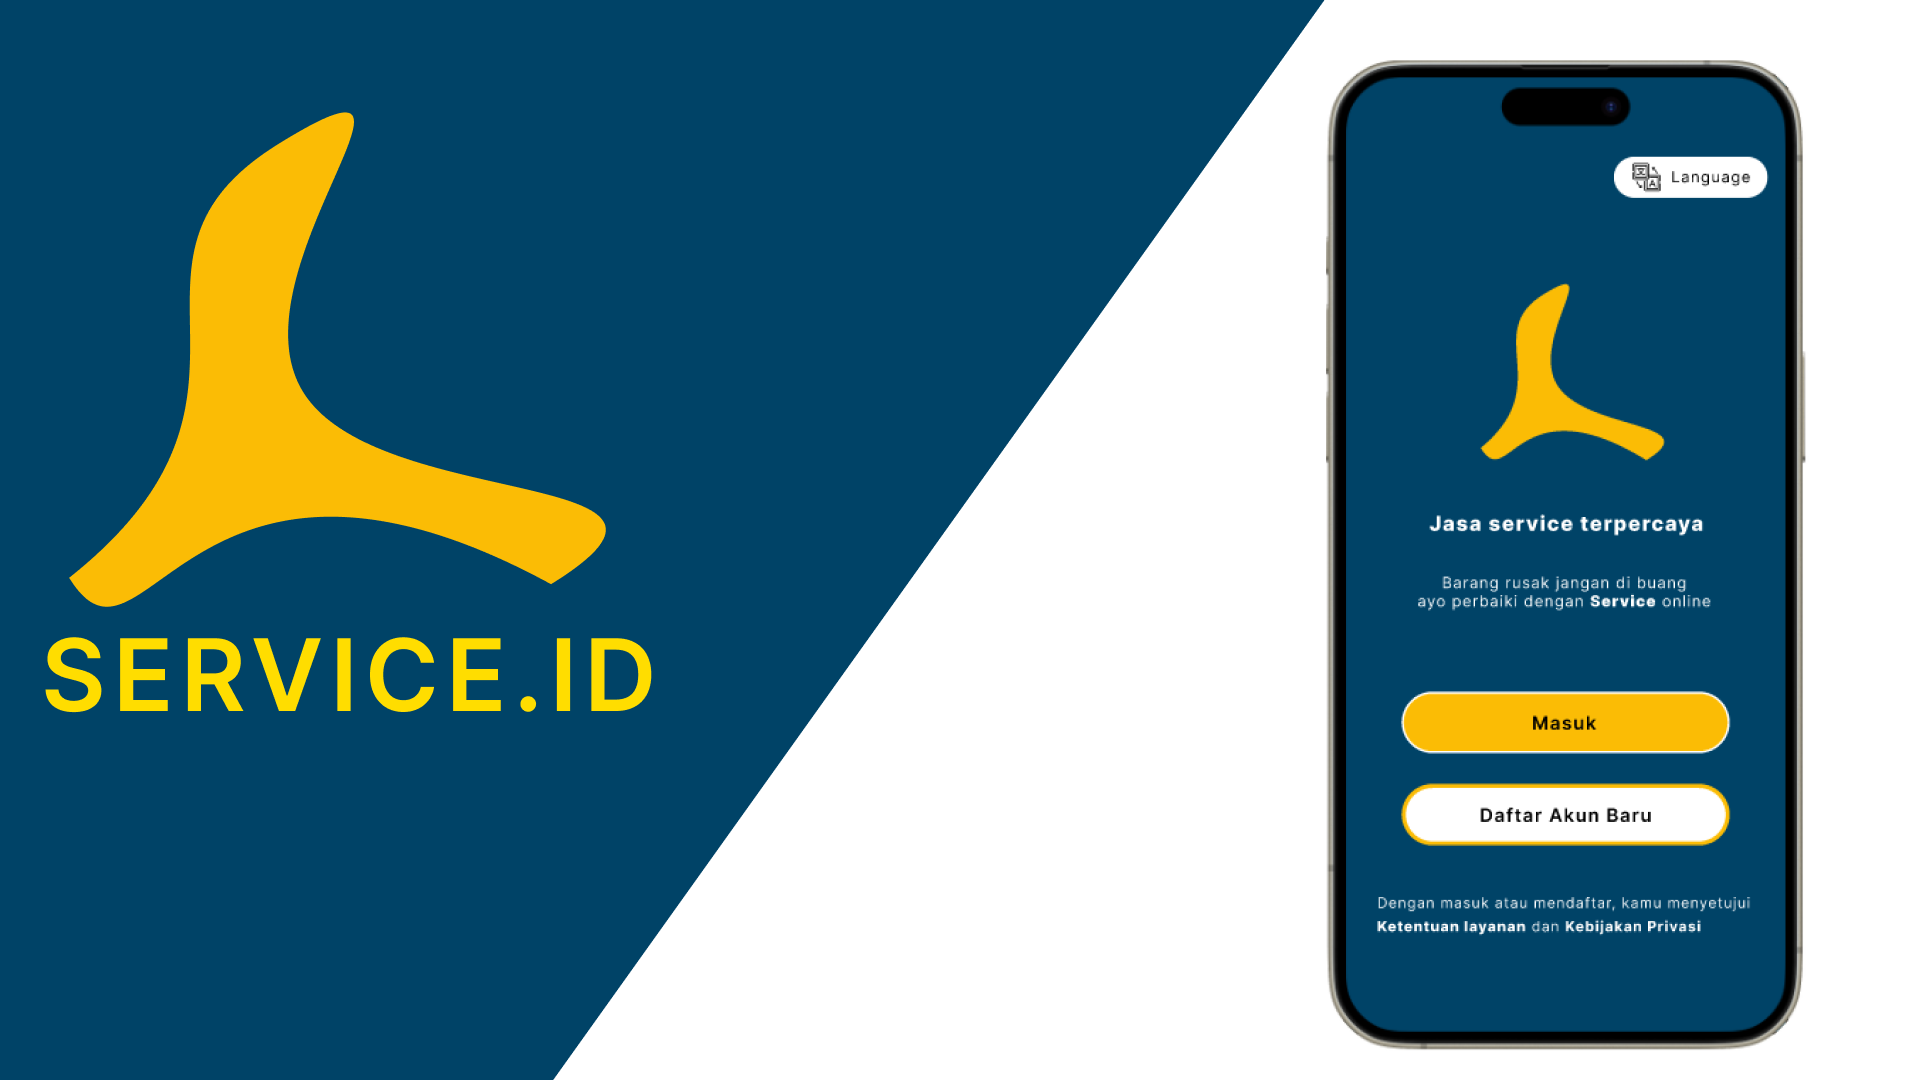 SERVICE.ID
Language
Jasa service terpercaya
Barang rusak jangan di buang
ayo perbaiki dengan Service online
Masuk
Daftar Akun Baru
Dengan masuk atau mendaftar, kamu menyetujui
Ketentuan layanan dan Kebijakan Privasi